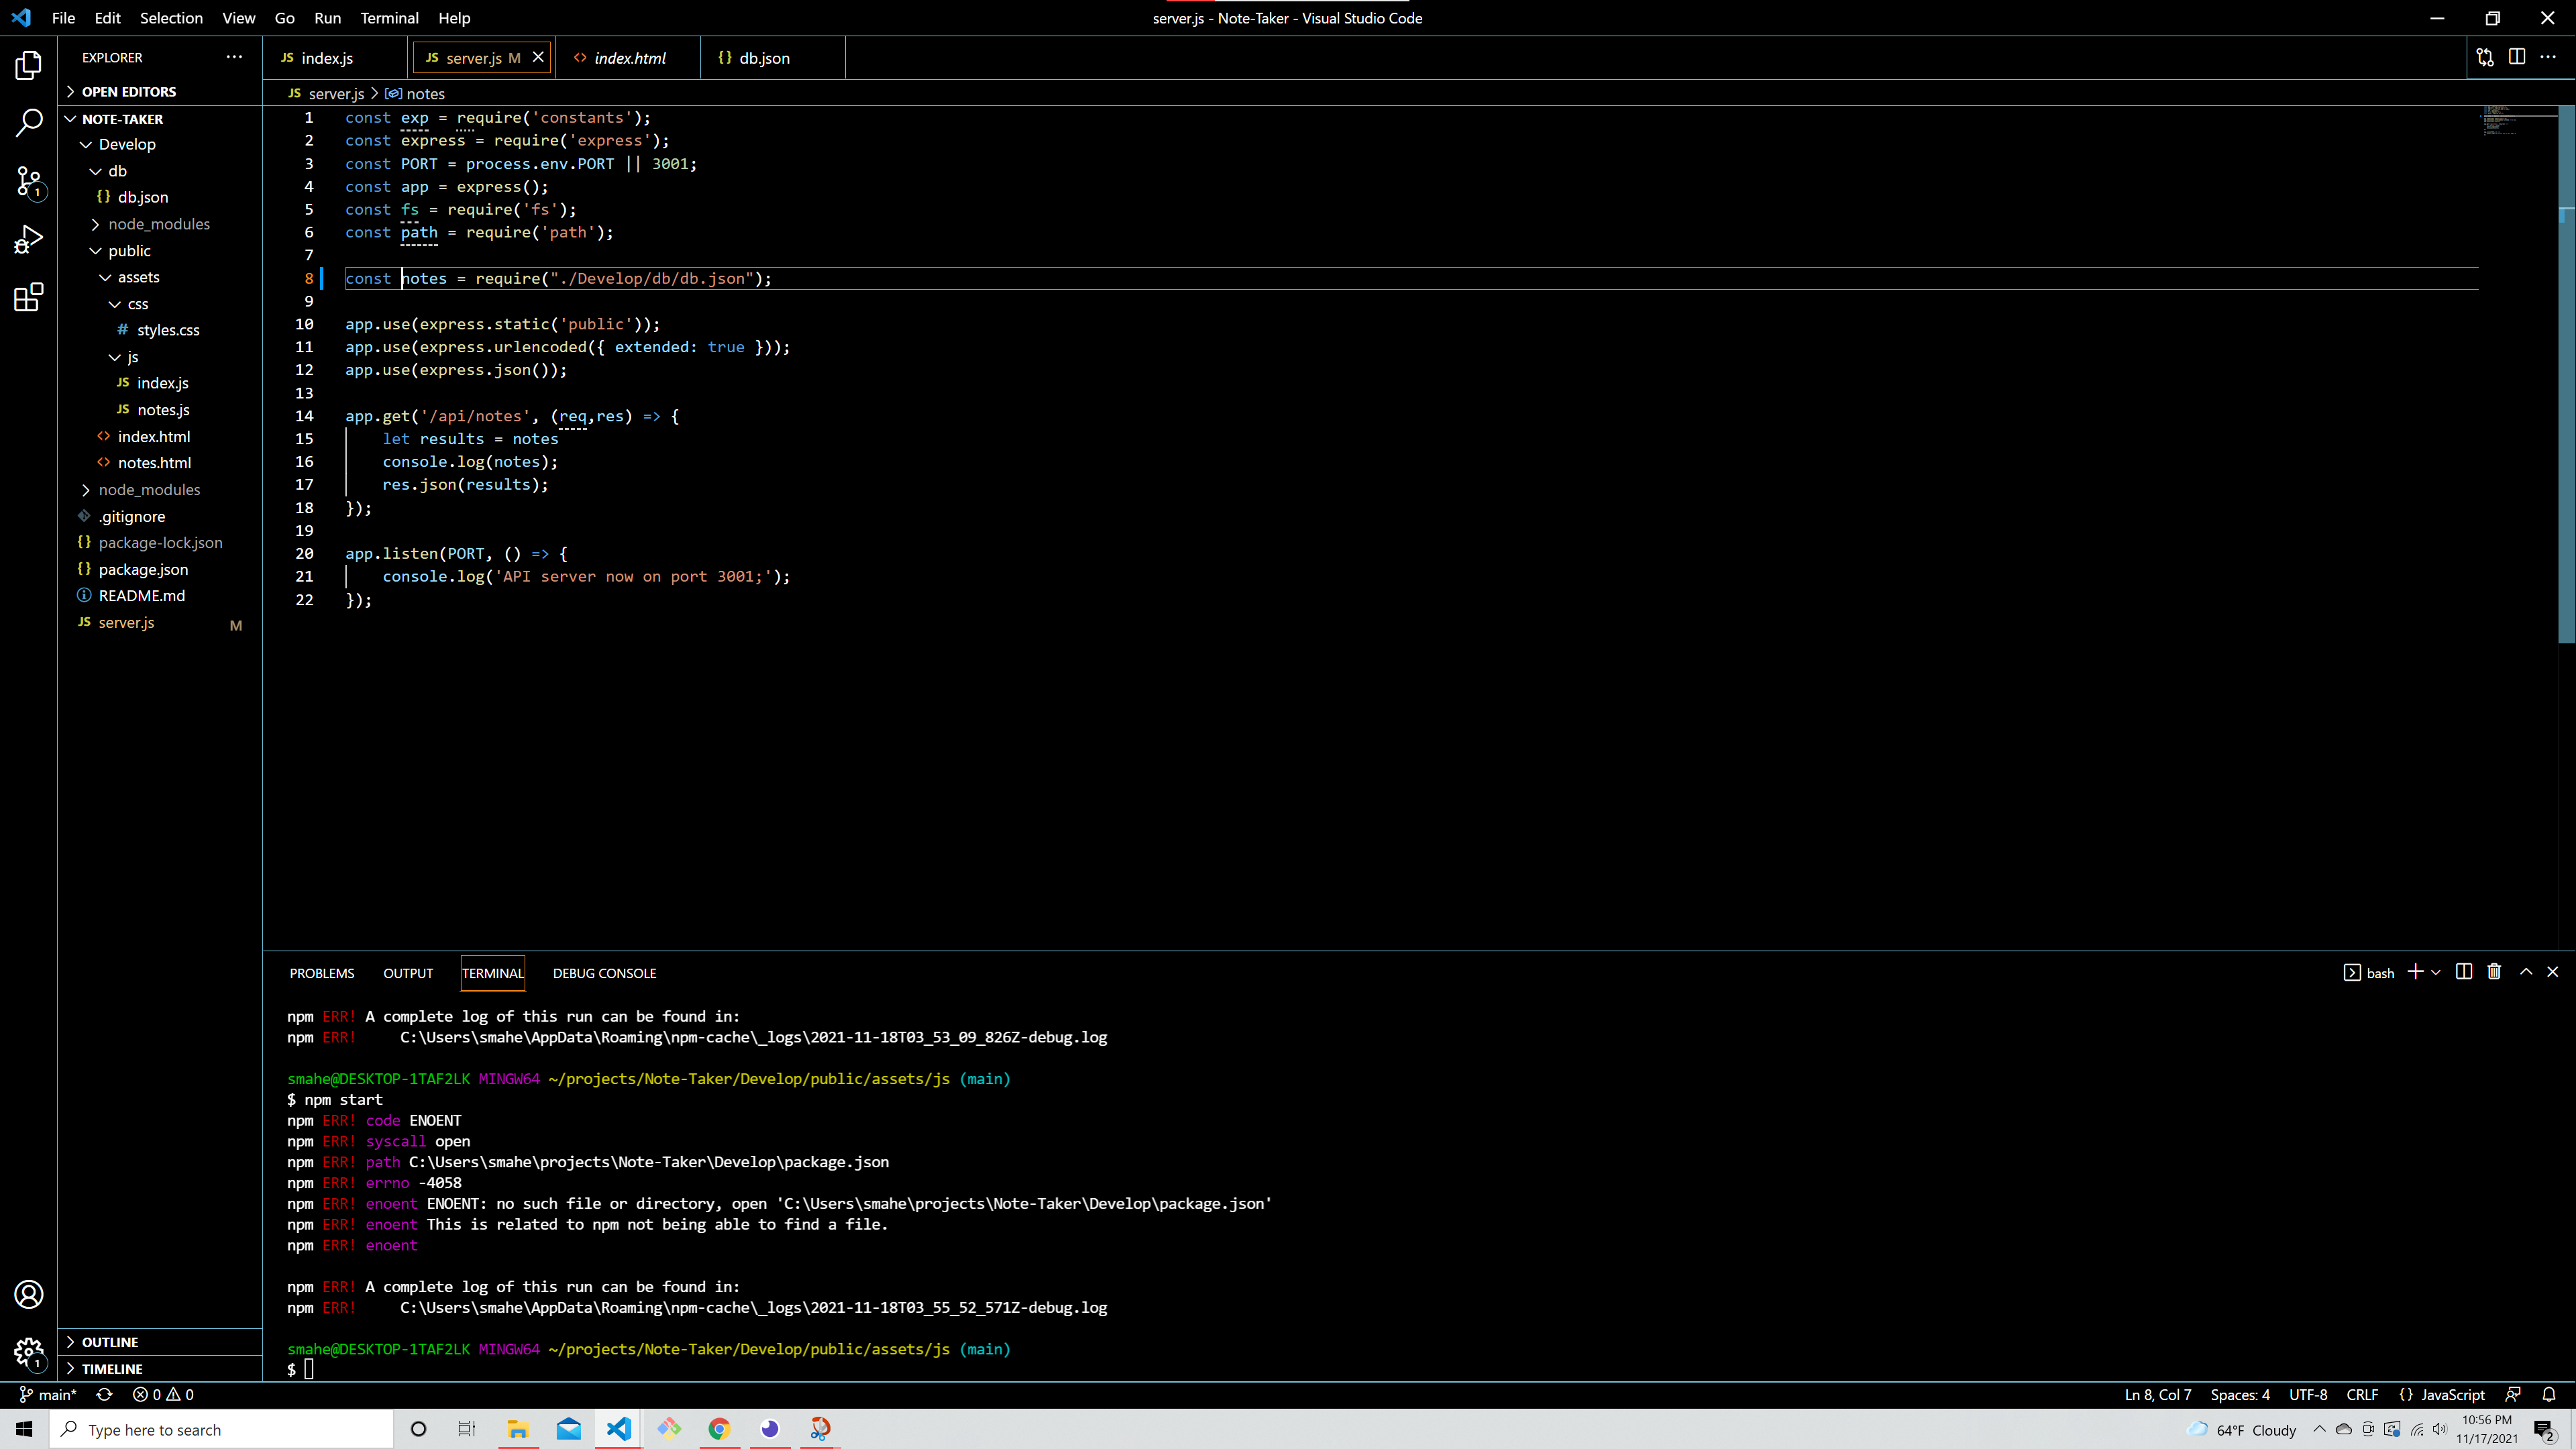 File Edit Selection View Go Run Terminal Help
server.js - Note-Taker - Visual Studio Code
EXPLORER
JS index.js
JS server.js M
<> index.html
{} db.json
OPEN EDITORS
NOTE-TAKER
Develop
db
{} db.json
node_modules
public
assets
css
# styles.css
js
JS index.js
JS notes.js
<> index.html
<> notes.html
node_modules
.gitignore
{} package-lock.json
{} package.json
README.md
JS server.js M
OUTLINE
TIMELINE
JS server.js > notes
1 const exp = require('constants');
2 const express = require('express');
3 const PORT = process.env.PORT || 3001;
4 const app = express();
5 const fs = require('fs');
6 const path = require('path');
7
8 const notes = require("./Develop/db/db.json");
9
10 app.use(express.static('public'));
11 app.use(express.urlencoded({ extended: true }));
12 app.use(express.json());
13
14 app.get('/api/notes', (req,res) => {
15 let results = notes
16 console.log(notes);
17 res.json(results);
18 });
19
20 app.listen(PORT, () => {
21 console.log('API server now on port 3001;');
22 });
PROBLEMS OUTPUT TERMINAL DEBUG CONSOLE
bash
npm ERR! A complete log of this run can be found in:
npm ERR!     C:\Users\smahe\AppData\Roaming\npm-cache\_logs\2021-11-18T03_53_09_826Z-debug.log
smahe@DESKTOP-1TAF2LK MINGW64 ~/projects/Note-Taker/Develop/public/assets/js (main)
$ npm start
npm ERR! code ENOENT
npm ERR! syscall open
npm ERR! path C:\Users\smahe\projects\Note-Taker\Develop\package.json
npm ERR! errno -4058
npm ERR! enoent ENOENT: no such file or directory, open 'C:\Users\smahe\projects\Note-Taker\Develop\package.json'
npm ERR! enoent This is related to npm not being able to find a file.
npm ERR! enoent
npm ERR! A complete log of this run can be found in:
npm ERR!     C:\Users\smahe\AppData\Roaming\npm-cache\_logs\2021-11-18T03_55_52_571Z-debug.log
smahe@DESKTOP-1TAF2LK MINGW64 ~/projects/Note-Taker/Develop/public/assets/js (main)
$
1
1
main* 0 0
Ln 8, Col 7 Spaces: 4 UTF-8 CRLF {} JavaScript
Type here to search
64°F Cloudy
10:56 PM
11/17/2021
2